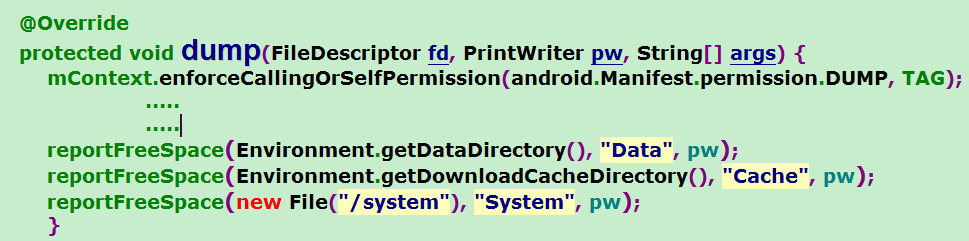 @Override
protected void dump(FileDescriptor fd, PrintWriter pw, String[] args) {
mContext.enforceCallingOrSelfPermission(android.Manifest.permission.DUMP, TAG);
.....
.....
reportFreeSpace(Environment.getDataDirectory(), "Data", pw);
reportFreeSpace(Environment.getDownloadCacheDirectory(), "Cache", pw);
reportFreeSpace(new File("/system"), "System", pw);
}